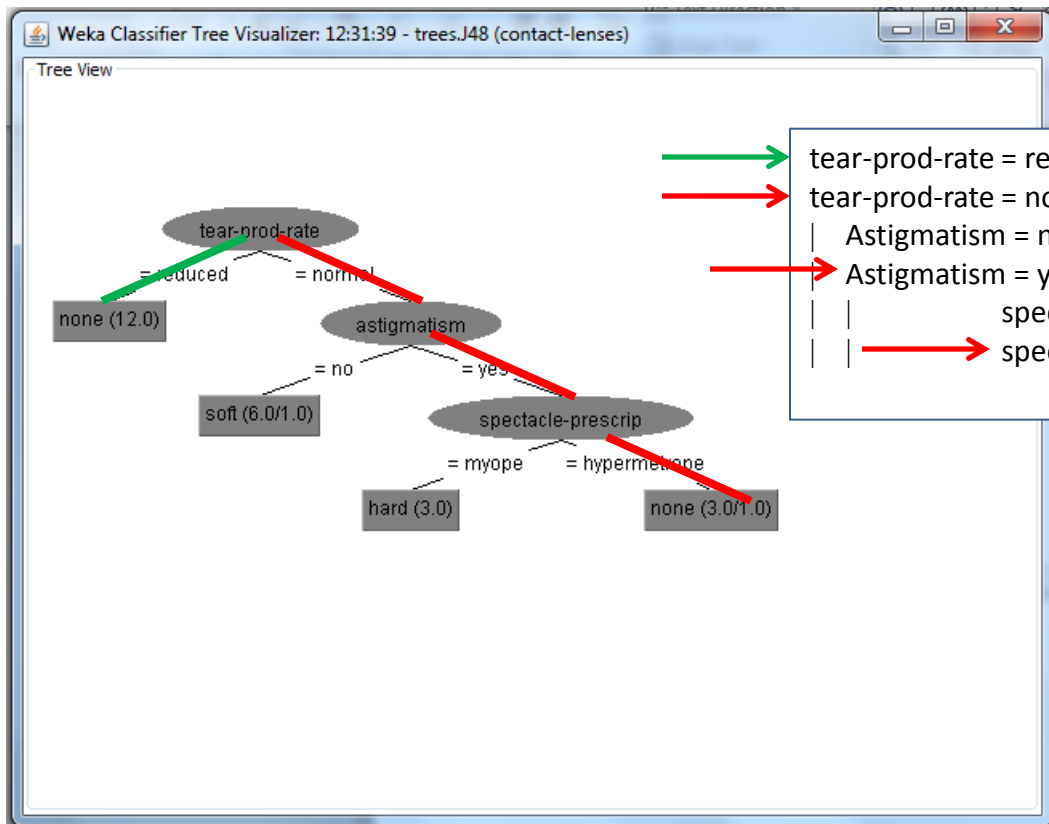 Weka Classifier Tree Visualizer: 12:31:39 - trees.J48 (contact-lenses)
Tree View
tear-prod-rate
= reduced
= normal
none (12.0)
astigmatism
= no
= yes
soft (6.0/1.0)
spectacle-prescrip
= myope
= hypermetrope
hard (3.0)
none (3.0/1.0)
tear-prod-rate = re
tear-prod-rate = no
| Astigmatism = n
| Astigmatism = y
| | spec
| | spec